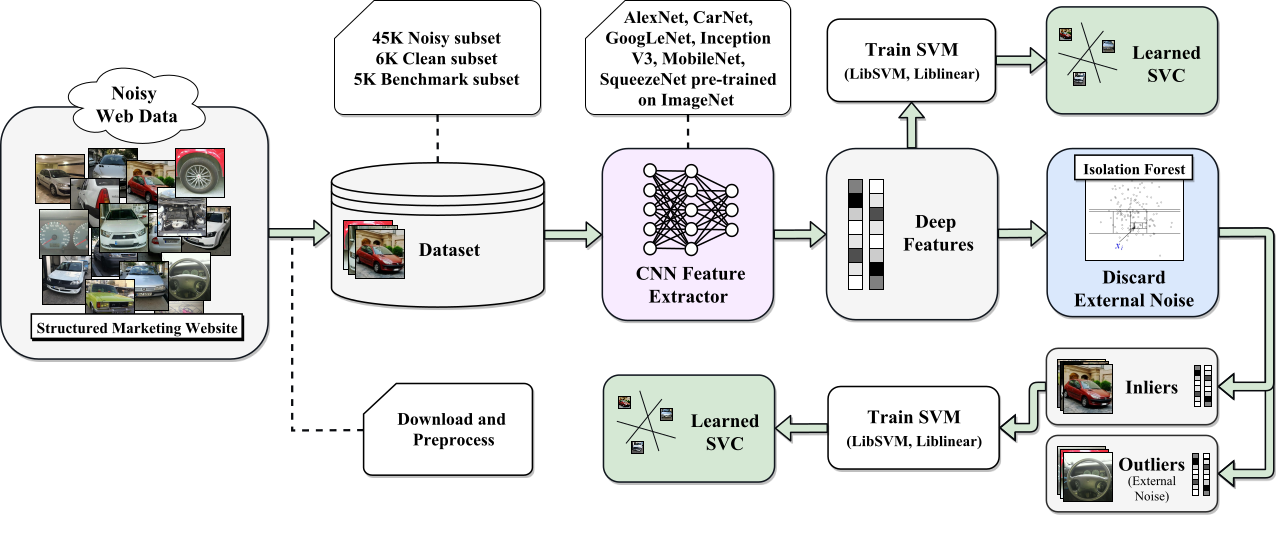 Noisy
Web Data
Structured Marketing Website
45K Noisy subset
6K Clean subset
5K Benchmark subset
Dataset
Download and
Preprocess
AlexNet, CarNet,
GoogLeNet, Inception
V3, MobileNet,
SqueezeNet pre-trained
on ImageNet
CNN Feature
Extractor
Deep
Features
Train SVM
(LibSVM, Liblinear)
Learned
SVC
Isolation Forest
x
Discard
External Noise
Inliers
Outliers
(External
Noise)
Train SVM
(LibSVM, Liblinear)
Learned
SVC